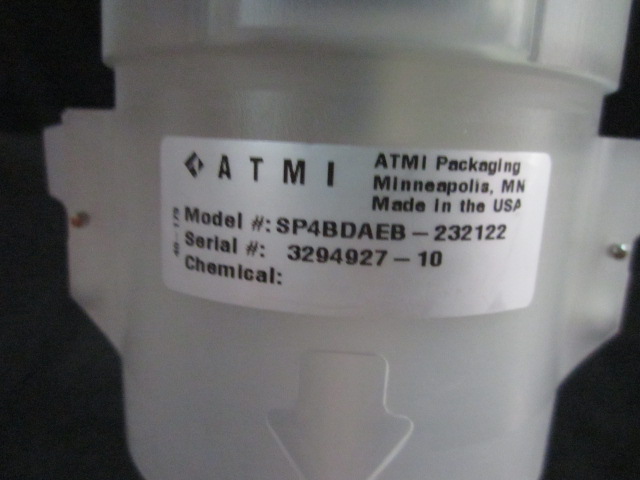 ATMI
ATMI Packaging
Minneapolis, MN
Made In the USA
Model #: SP4BDAEB-232122
Serial #: 3294927-10
Chemical: